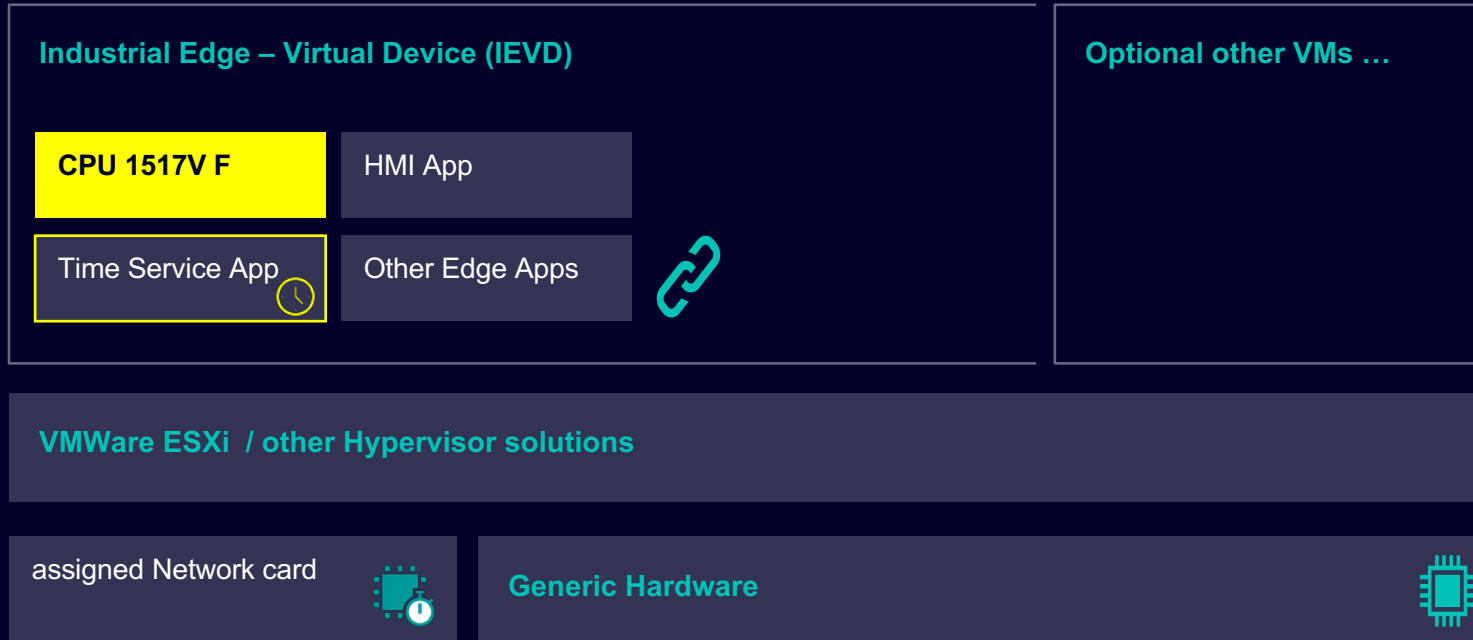 Industrial Edge – Virtual Device (IEVD)
Optional other VMs …
CPU 1517V F
HMI App
Time Service App
Other Edge Apps
VMWare ESXi / other Hypervisor solutions
assigned Network card
Generic Hardware